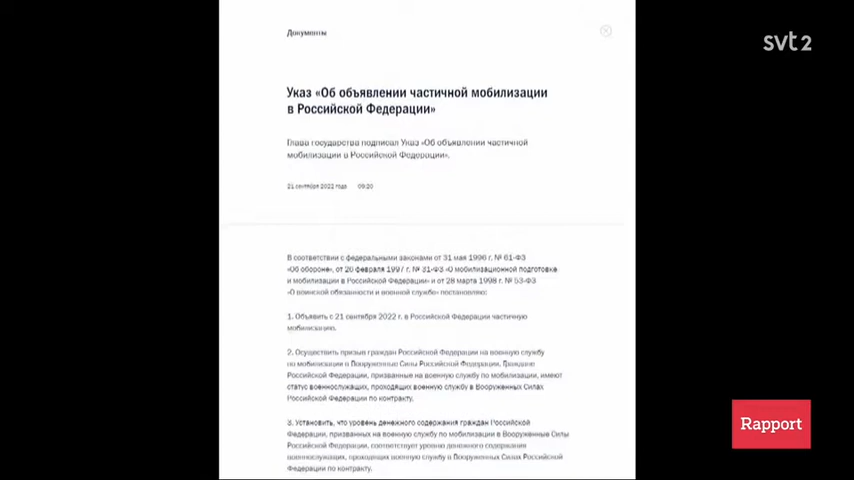 Документы
svt2
Указ «Об объявлении частичной мобилизации
в Российской Федерации»
Глава государства подписал Указ «Об объявлении частичной
мобилизации в Российской Федерации».
21 сентября 2022 года 09:20
В соответствии с федеральными законами от 31 мая 1996 г. № 61-ФЗ
«Об обороне», от 26 февраля 1997 г. № 31-ФЗ «О мобилизационной подготовке
и мобилизации в Российской Федерации» и от 28 марта 1998 г. № 53-ФЗ
«О воинской обязанности и военной службе» постановляю:
1. Объявить с 21 сентября 2022 г. в Российской Федерации частичную
мобилизацию.
2. Осуществить призыв граждан Российской Федерации на военную службу
по мобилизации в Вооруженные Силы Российской Федерации. Граждане
Российской Федерации, призванные на военную службу по мобилизации, имеют
статус военнослужащих, проходящих военную службу в Вооруженных Силах
Российской Федерации по контракту.
3. Установить, что уровень денежного содержания граждан Российской
Федерации, призванных на военную службу по мобилизации в Вооруженные Силы
Российской Федерации, соответствует уровню денежного содержания
военнослужащих, проходящих военную службу в Вооруженных Силах Российской
Федерации по контракту.
Rapport